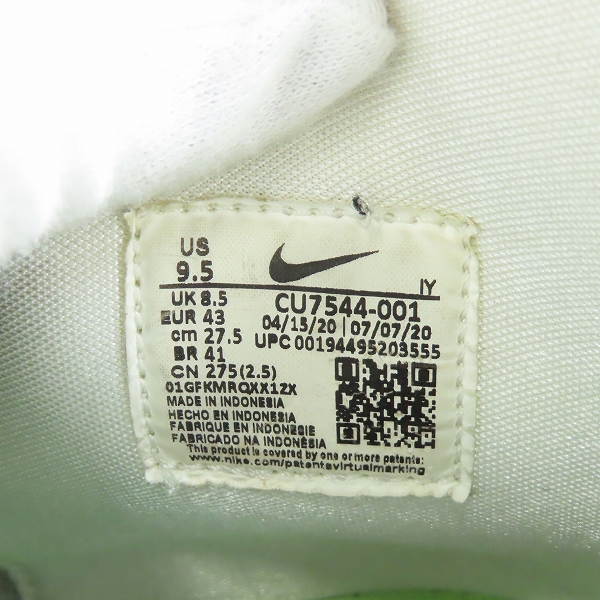 US
9.5
IY
UK 8.5
CU7544-001
EUR 43
04/15/20 | 07/07/20
cm 27.5
UPC 00194495203555
BR 41
CN 275(2.5)
01GFKMRQXX12X
MADE IN INDONESIA
HECHO EN INDONESIA
FABRIQUE EN INDONESIE
FABRICADO NA INDONÉSIA
This product is covered by one or more patents
www.nike.com/patentsvirtualmarking